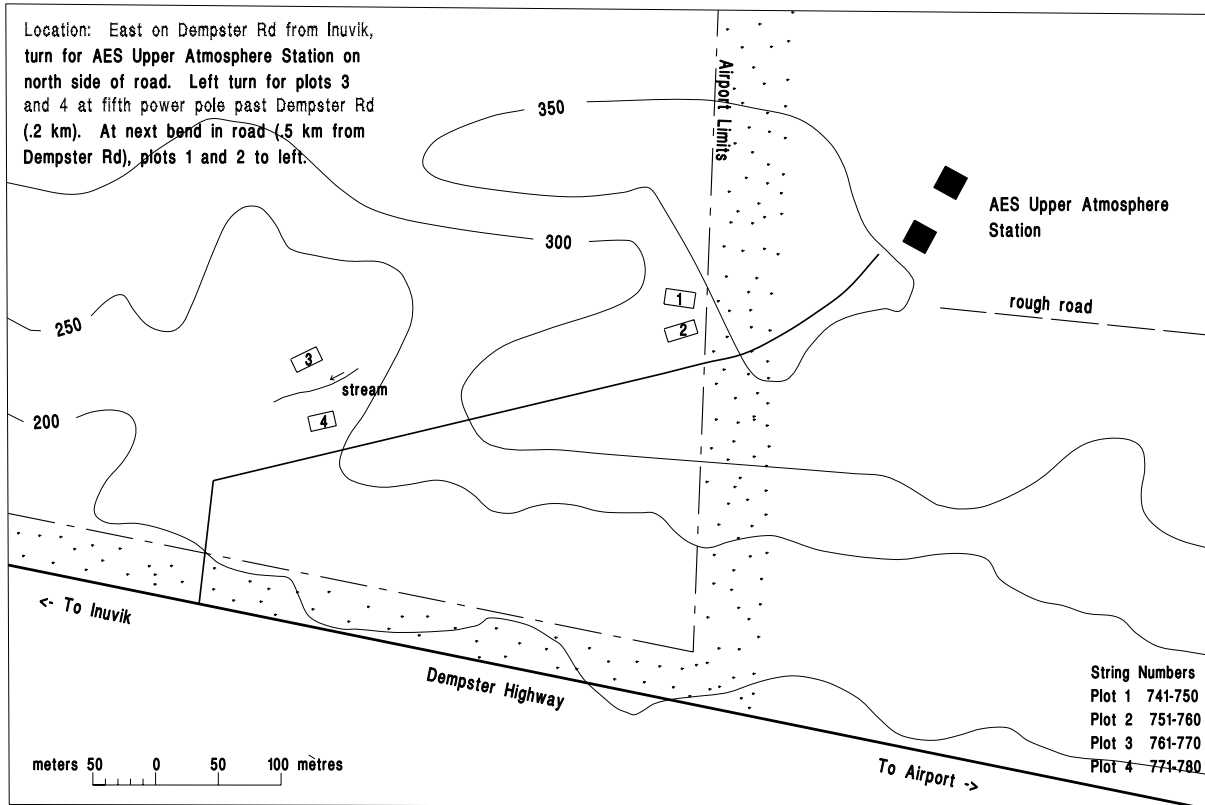 Location: East on Dempster Rd from Inuvik,
turn for AES Upper Atmosphere Station on
north side of road. Left turn for plots 3
and 4 at fifth power pole past Dempster Rd
(.2 km). At next bend in road (.5 km from
Dempster Rd), plots 1 and 2 to left.
350
Airport Limits
AES Upper Atmosphere
Station
300
1
rough road
250
2
3
stream
200
4
<- To Inuvik
Dempster Highway
String Numbers
Plot 1 741-750
Plot 2 751-760
Plot 3 761-770
Plot 4 771-780
meters 50 0 50 100 mètres
To Airport ->